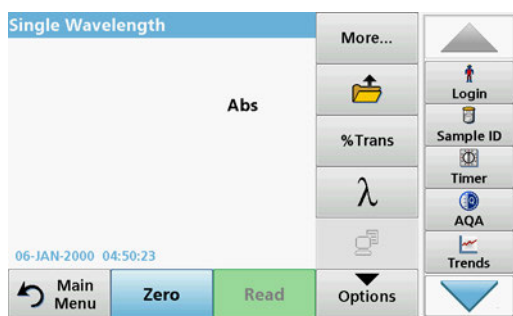 Single Wavelength
Abs
06-JAN-2000 04:50:23
Main
Menu
Zero
Read
More...
%Trans
λ
Options
Login
Sample ID
Timer
AQA
Trends